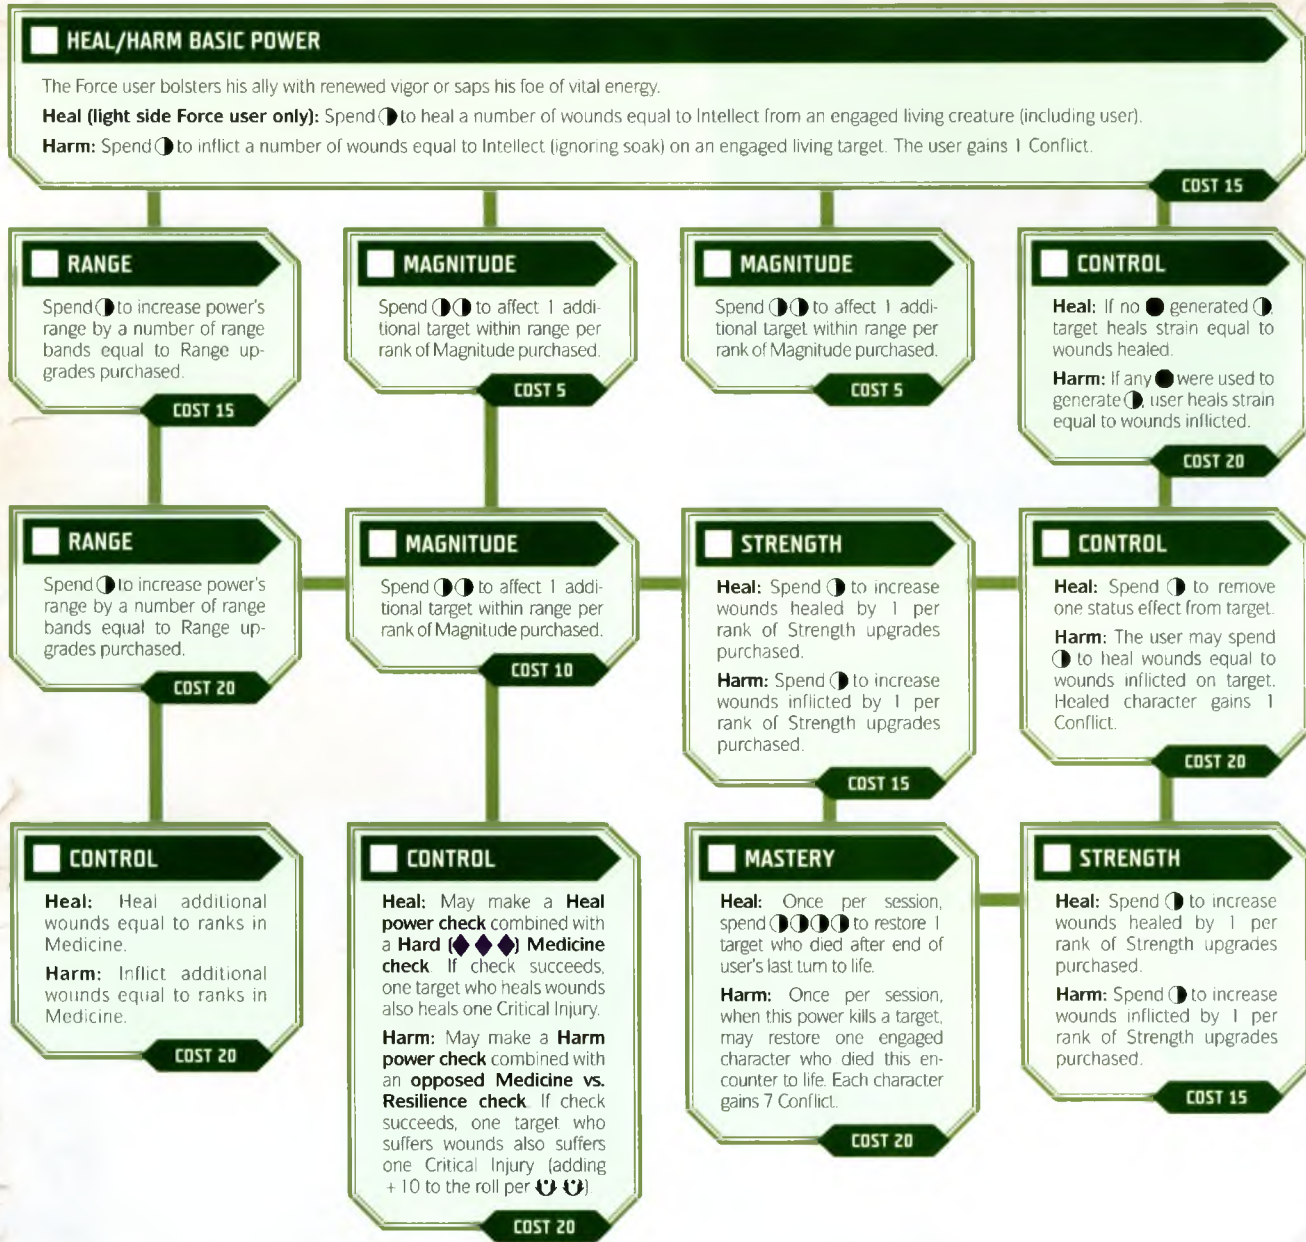 HEAL/HARM BASIC POWER
The Force user bolsters his ally with renewed vigor or saps his foe of vital energy.
Heal (light side Force user only): Spend ◑ to heal a number of wounds equal to Intellect from an engaged living creature (including user).
Harm: Spend ◑ to inflict a number of wounds equal to Intellect (ignoring soak) on an engaged living target. The user gains 1 Conflict.
COST 15
RANGE
Spend ◑ to increase power's
range by a number of range
bands equal to Range up-
grades purchased.
COST 15
MAGNITUDE
Spend ◑◑ to affect 1 addi-
tional target within range per
rank of Magnitude purchased.
COST 5
MAGNITUDE
Spend ◑◑ to affect 1 addi-
tional target within range per
rank of Magnitude purchased.
COST 5
CONTROL
Heal: If no ● generated ◑,
target heals strain equal to
wounds healed.
Harm: If any ● were used to
generate ◑, user heals strain
equal to wounds inflicted.
COST 20
RANGE
Spend ◑ to increase power's
range by a number of range
bands equal to Range up-
grades purchased.
COST 20
MAGNITUDE
Spend ◑◑ to affect 1 addi-
tional target within range per
rank of Magnitude purchased.
COST 10
STRENGTH
Heal: Spend ◑ to increase
wounds healed by 1 per
rank of Strength upgrades
purchased.
Harm: Spend ◑ to increase
wounds inflicted by 1 per
rank of Strength upgrades
purchased.
COST 15
CONTROL
Heal: Spend ◑ to remove
one status effect from target.
Harm: The user may spend
◑ to heal wounds equal to
wounds inflicted on target.
Healed character gains 1
Conflict.
COST 20
CONTROL
Heal: Heal additional
wounds equal to ranks in
Medicine.
Harm: Inflict additional
wounds equal to ranks in
Medicine.
COST 20
CONTROL
Heal: May make a Heal
power check combined with
a Hard (◆ ◆ ◆) Medicine
check. If check succeeds,
one target who heals wounds
also heals one Critical Injury.
Harm: May make a Harm
power check combined with
an opposed Medicine vs.
Resilience check. If check
succeeds, one target who
suffers wounds also suffers
one Critical Injury (adding
+10 to the roll per )
COST 20
MASTERY
Heal: Once per session,
spend ◑◑◑◑ to restore 1
target who died after end of
user's last turn to life.
Harm: Once per session,
when this power kills a target,
may restore one engaged
character who died this en-
counter to life. Each character
gains 7 Conflict.
COST 20
STRENGTH
Heal: Spend ◑ to increase
wounds healed by 1 per
rank of Strength upgrades
purchased.
Harm: Spend ◑ to increase
wounds inflicted by 1 per
rank of Strength upgrades
purchased.
COST 15